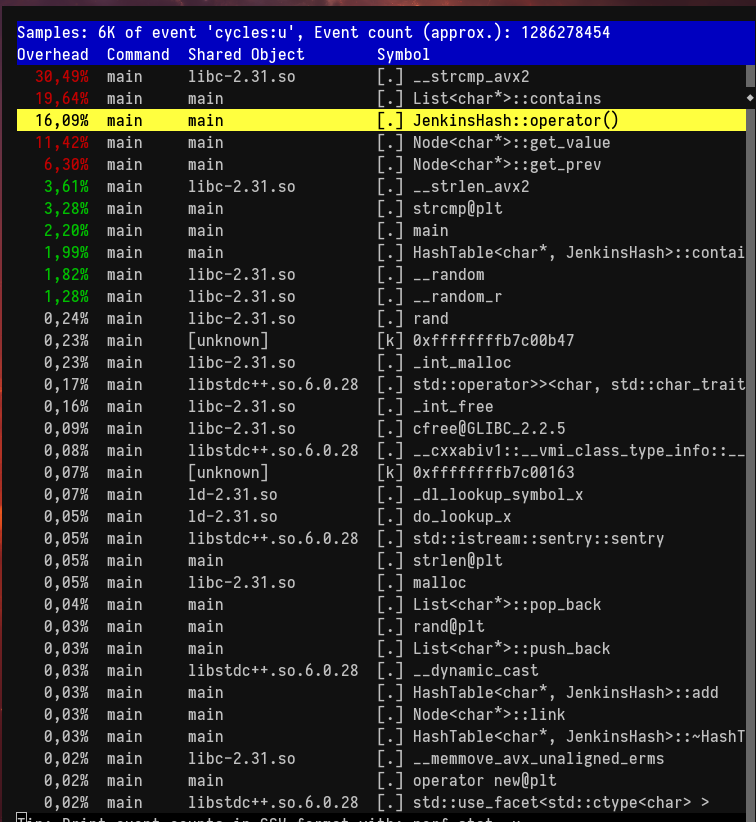 Samples: 6K of event 'cycles:u', Event count (approx.): 1286278454
Overhead Command Shared Object Symbol
30,49% main libc-2.31.so [.] __strcmp_avx2
19,64% main main [.] List<char*>::contains
16,09% main main [.] JenkinsHash::operator()
11,42% main main [.] Node<char*>::get_value
6,30% main main [.] Node<char*>::get_prev
3,61% main libc-2.31.so [.] __strlen_avx2
3,28% main main [.] strcmp@plt
2,20% main main [.] main
1,99% main main [.] HashTable<char*, JenkinsHash>::contai
1,82% main libc-2.31.so [.] __random
1,28% main libc-2.31.so [.] __random_r
0,24% main libc-2.31.so [.] rand
0,23% main [unknown] [k] 0xffffffffb7c00b47
0,23% main libc-2.31.so [.] _int_malloc
0,17% main libstdc++.so.6.0.28 [.] std::operator>><char, std::char_trait
0,16% main libc-2.31.so [.] _int_free
0,09% main libc-2.31.so [.] cfree@GLIBC_2.2.5
0,08% main libstdc++.so.6.0.28 [.] __cxxabiv1::__vmi_class_type_info::__
0,07% main [unknown] [k] 0xffffffffb7c00163
0,07% main ld-2.31.so [.] _dl_lookup_symbol_x
0,05% main ld-2.31.so [.] do_lookup_x
0,05% main libstdc++.so.6.0.28 [.] std::istream::sentry::sentry
0,05% main main [.] strlen@plt
0,05% main libc-2.31.so [.] malloc
0,04% main main [.] List<char*>::pop_back
0,03% main main [.] rand@plt
0,03% main main [.] List<char*>::push_back
0,03% main libstdc++.so.6.0.28 [.] __dynamic_cast
0,03% main main [.] HashTable<char*, JenkinsHash>::add
0,03% main main [.] Node<char*>::link
0,03% main main [.] HashTable<char*, JenkinsHash>::~HashT
0,02% main libc-2.31.so [.] __memmove_avx_unaligned_erms
0,02% main main [.] operator new@plt
0,02% main libstdc++.so.6.0.28 [.] std::use_facet<std::ctype<char> >